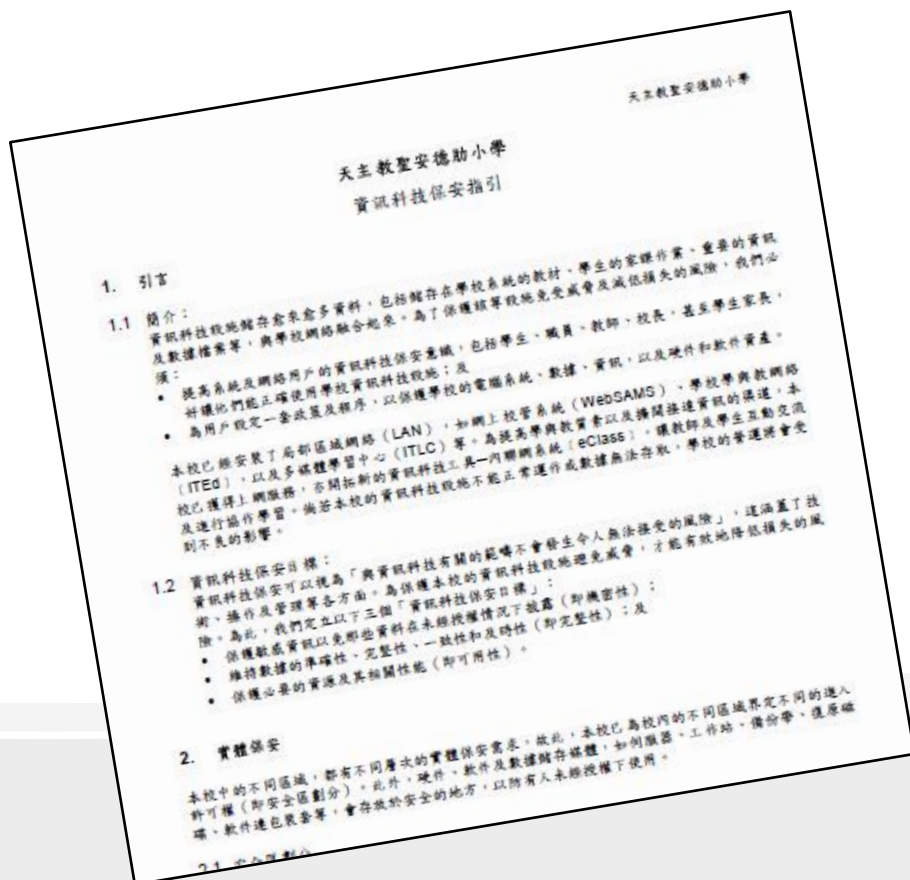 天主教聖安德肋小學
天主教聖安德肋小學
資訊科技保安指引
1. 引言
1.1 簡介：
資訊科技設施儲存愈來愈多資料，包括儲存在學校系統的教材、學生的家課作業、重要的資訊
及數據檔案等，與學校網絡融合起來。為了保護該等設施免受威脅及減低損失的風險，我們必
須：
• 提高系統及網絡用戶的資訊科技保安意識，包括學生、職員、教師、校長，甚至學生家長，
好讓他們能正確使用學校資訊科技設施；及
• 為用戶設定一套政策及程序，以保護學校的電腦系統、數據、資訊，以及硬件和軟件資產。
本校已經安裝了局部區域網絡（LAN），如網上校管系統（WebSAMS）、學校學與教網絡
（ITEd），以及多媒體學習中心（ITLC）等。為提高學與教質素以及擴闊接達資訊的渠道，本
校已獲得上網服務，亦開拓新的資訊科技工具—內聯網系統（eClass），讓教師及學生互動交流
及進行協作學習。倘若本校的資訊科技設施不能正常運作或數據無法存取，學校的營運將會受
到不良的影響。
1.2 資訊科技保安目標：
資訊科技保安可以視為「與資訊科技有關的範疇不會發生令人無法接受的風險」，這涵蓋了技
術、操作及管理等各方面。為保護本校的資訊科技設施避免威脅，才能有效地降低損失的風
險。為此，我們定立以下三個「資訊科技保安目標」：
• 保護敏感資訊以免那些資料在未經授權情況下披露（即機密性）；
• 維持數據的準確性、完整性、一致性和及時性（即完整性）；及
• 保護必要的資源及其相關性能（即可用性）。
2. 實體保安
本校中的不同區域，都有不同層次的實體保安需求，故此，本校已為校內的不同區域界定不同的進入
許可權（即安全區劃分）。此外，硬件、軟件及數據儲存媒體，如伺服器、工作站、備份帶、復原磁
碟、軟件連包裝套等，會存放於安全的地方，以防有人未經授權下使用。
2.1 安全區劃分